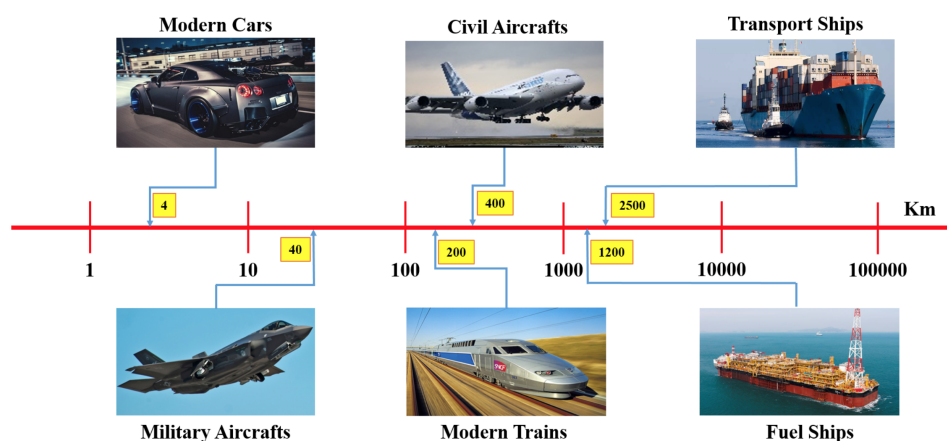 Modern Cars
Civil Aircrafts
Transport Ships
4
400
2500
Km
40
200
1200
1
10
100
1000
10000
100000
SNCF
Military Aircrafts
Modern Trains
Fuel Ships